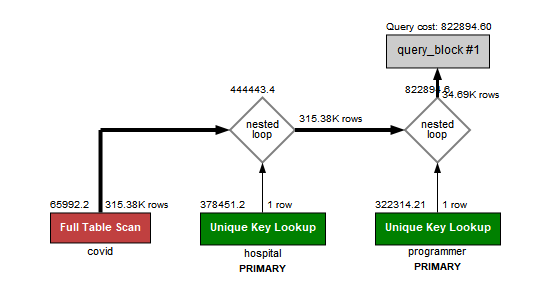 Query cost: 822894.60
query_block #1
444443.4
822894.6
34.69K rows
nested
loop
315.38K rows
nested
loop
65992.2
315.38K rows
378451.2
1 row
322314.21
1 row
Full Table Scan
Unique Key Lookup
Unique Key Lookup
covid
hospital
programmer
PRIMARY
PRIMARY